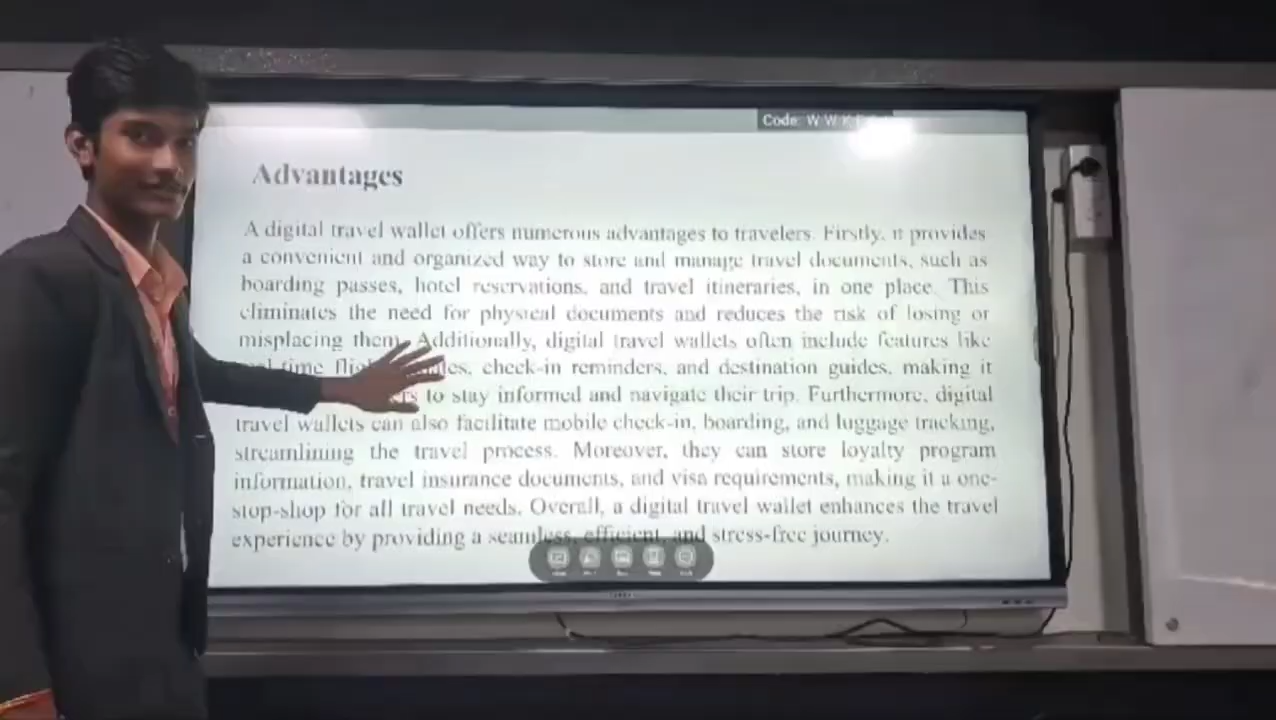 Code: W W K
Advantages
A digital travel wallet offers numerous advantages to travelers. Firstly, it provides
a convenient and organized way to store and manage travel documents, such as
boarding passes, hotel reservations, and travel itineraries, in one place. This
eliminates the need for physical documents and reduces the risk of losing or
misplacing them. Additionally, digital travel wallets often include features like
check-in reminders, and destination guides, making it
to stay informed and navigate their trip. Furthermore, digital
travel wallets can also facilitate mobile check-in, boarding, and luggage tracking,
streamlining the travel process. Moreover, they can store loyalty program
information, travel insurance documents, and visa requirements, making it a one-
stop-shop for all travel needs. Overall, a digital travel wallet enhances the travel
experience by providing a seamless, efficient, and stress-free journey.